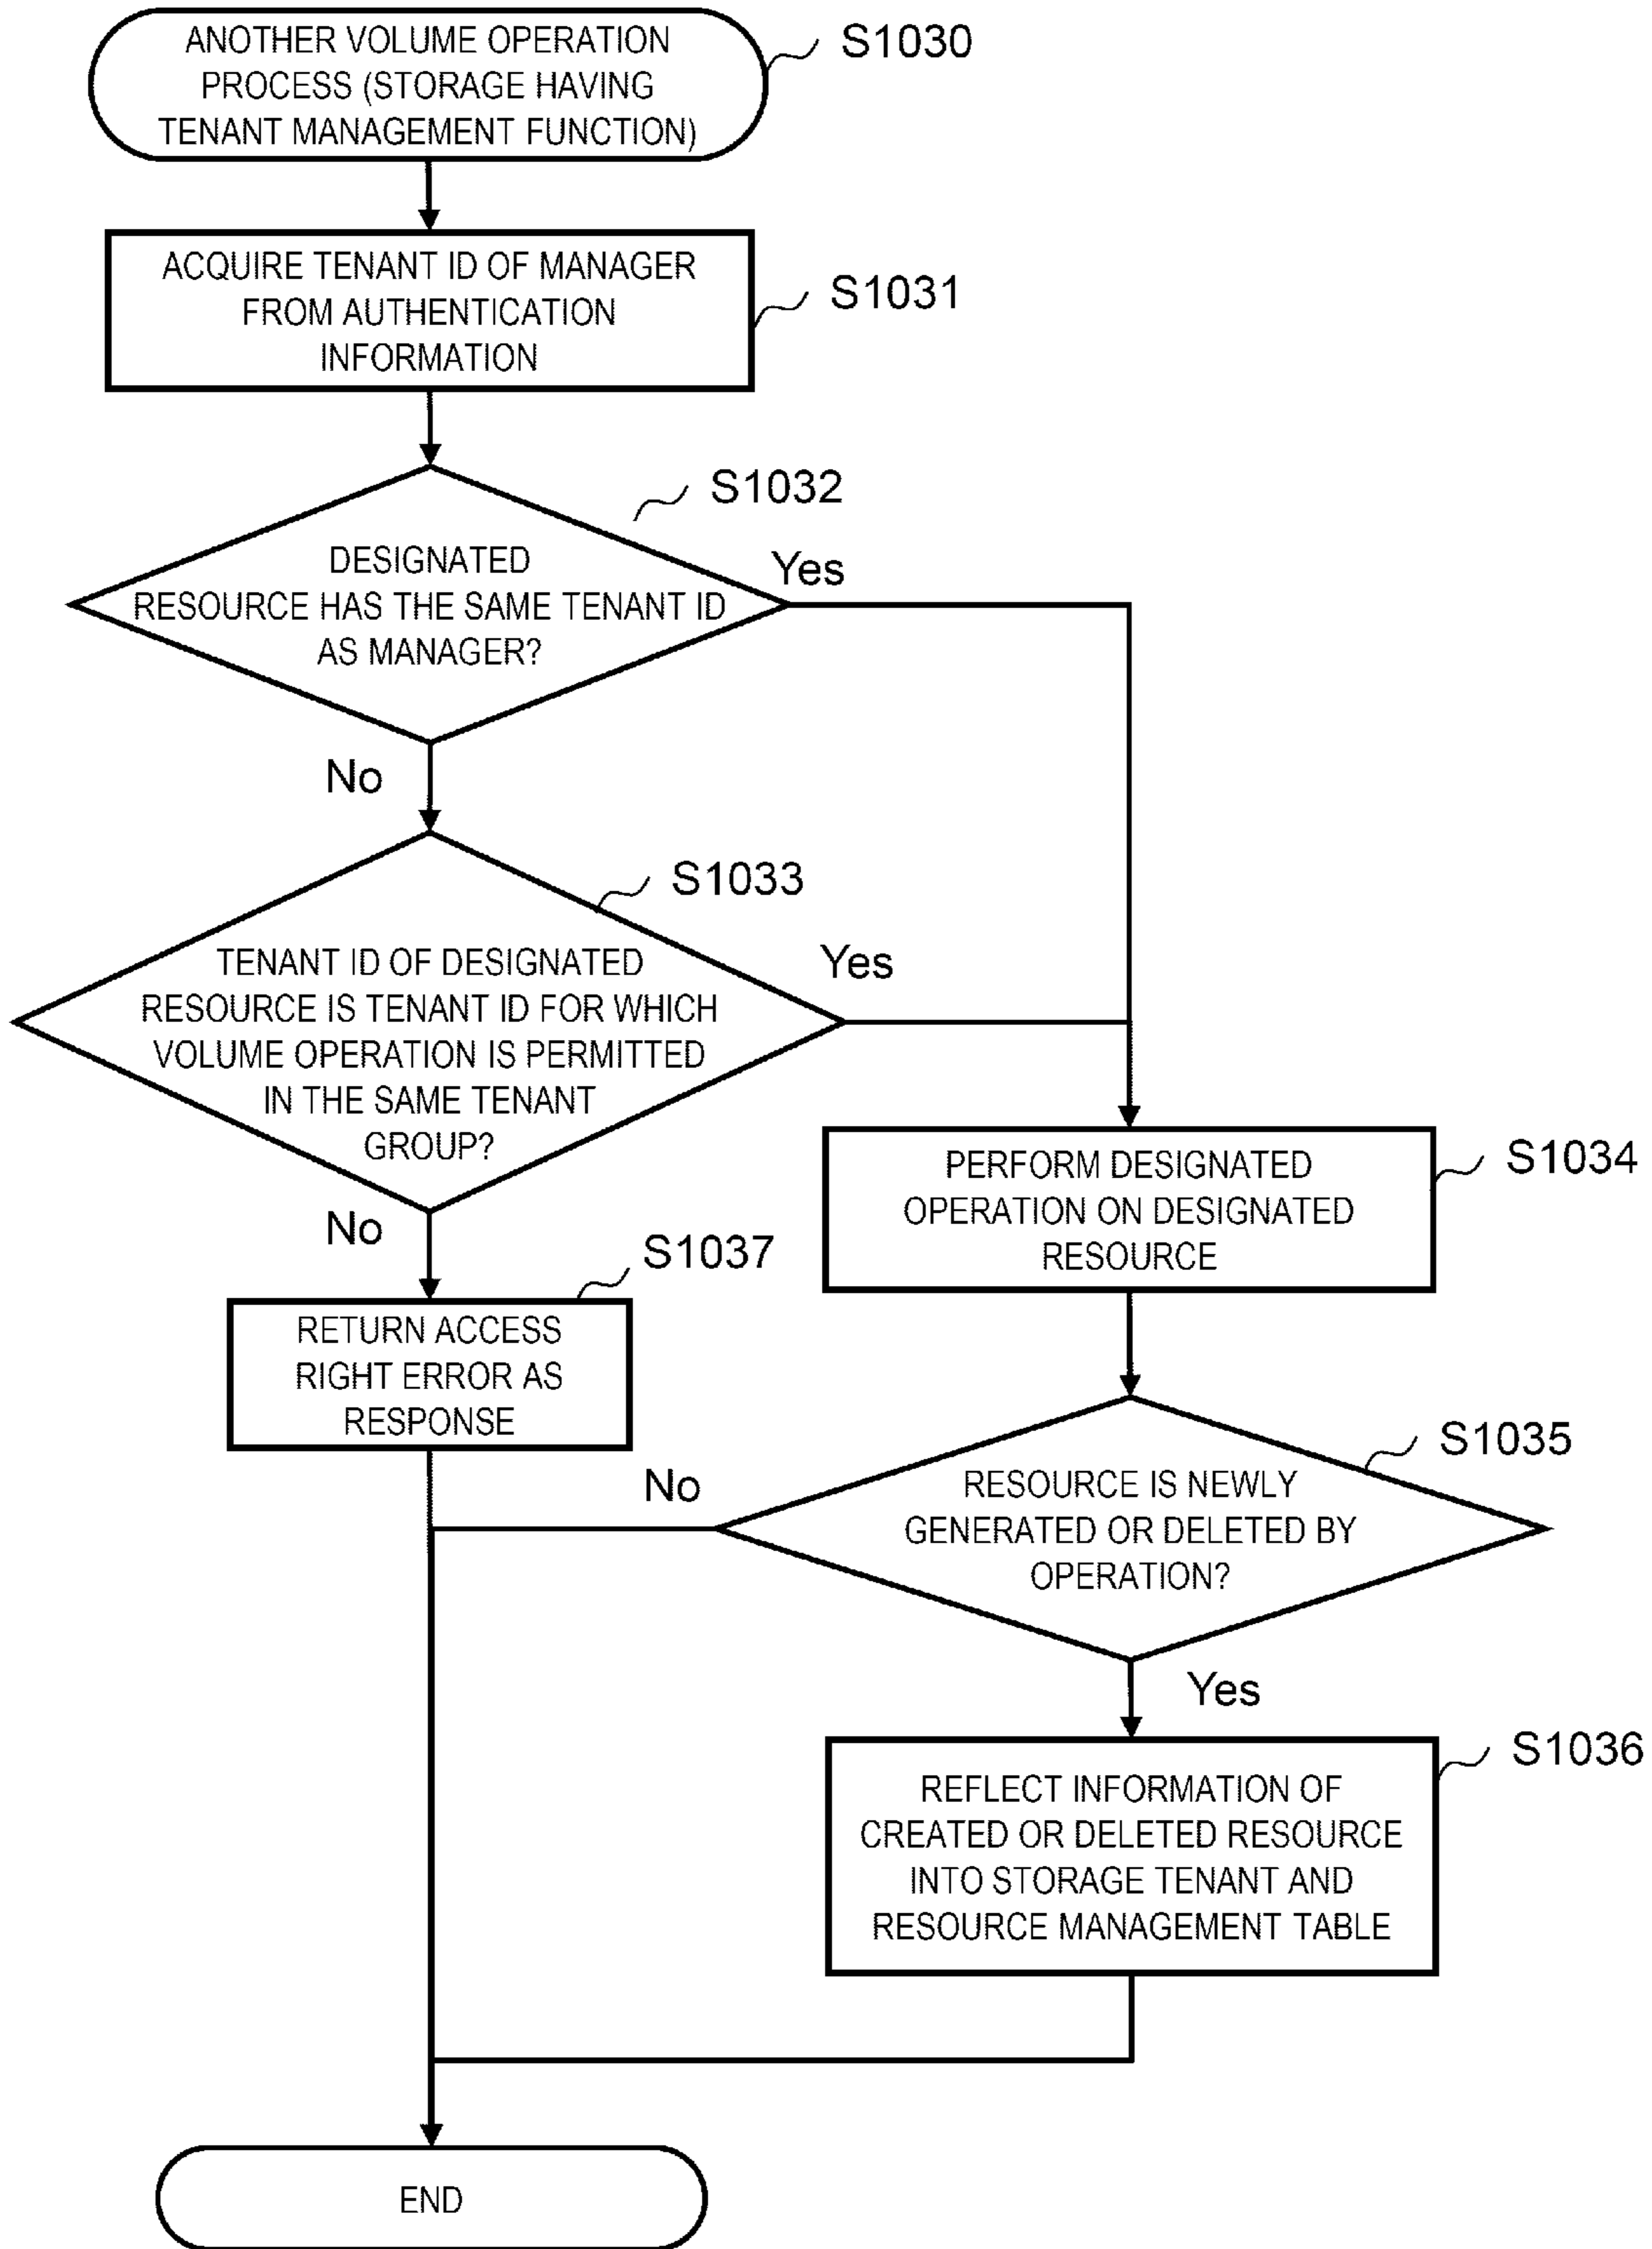 ANOTHER VOLUME OPERATION
PROCESS (STORAGE HAVING
TENANT MANAGEMENT FUNCTION)
S1030
ACQUIRE TENANT ID OF MANAGER
FROM AUTHENTICATION
INFORMATION
S1031
S1032
DESIGNATED
RESOURCE HAS THE SAME TENANT ID
AS MANAGER?
Yes
No
S1033
TENANT ID OF DESIGNATED
RESOURCE IS TENANT ID FOR WHICH
VOLUME OPERATION IS PERMITTED
IN THE SAME TENANT
GROUP?
Yes
No
PERFORM DESIGNATED
OPERATION ON DESIGNATED
RESOURCE
S1034
S1037
RETURN ACCESS
RIGHT ERROR AS
RESPONSE
S1035
RESOURCE IS NEWLY
GENERATED OR DELETED BY
OPERATION?
No
Yes
S1036
REFLECT INFORMATION OF
CREATED OR DELETED RESOURCE
INTO STORAGE TENANT AND
RESOURCE MANAGEMENT TABLE
END